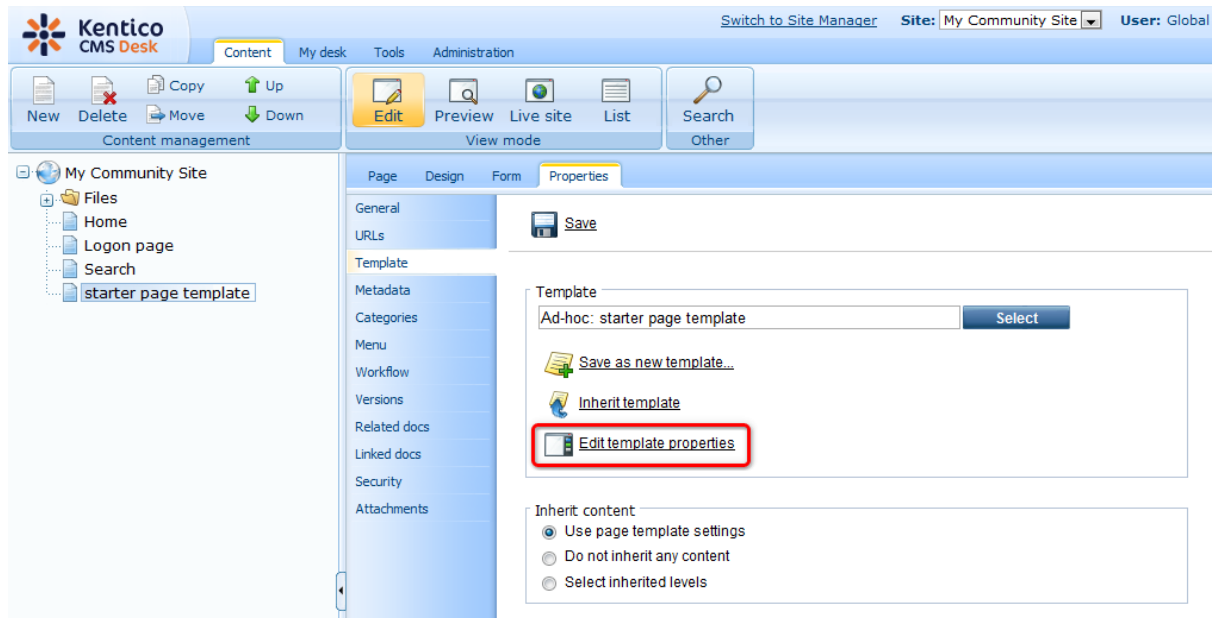 Kentico
CMS Desk
Switch to Site Manager Site: My Community Site User: Global
Content My desk Tools Administration
New Delete Copy Move Up Down
Content management
Edit Preview Live site List
View mode
Search
Other
My Community Site
Files
Home
Logon page
Search
starter page template
Page Design Form Properties
General
URLs
Template
Metadata
Categories
Menu
Workflow
Versions
Related docs
Linked docs
Security
Attachments
Save
Template
Ad-hoc: starter page template Select
Save as new template...
Inherit template
Edit template properties
Inherit content
Use page template settings
Do not inherit any content
Select inherited levels